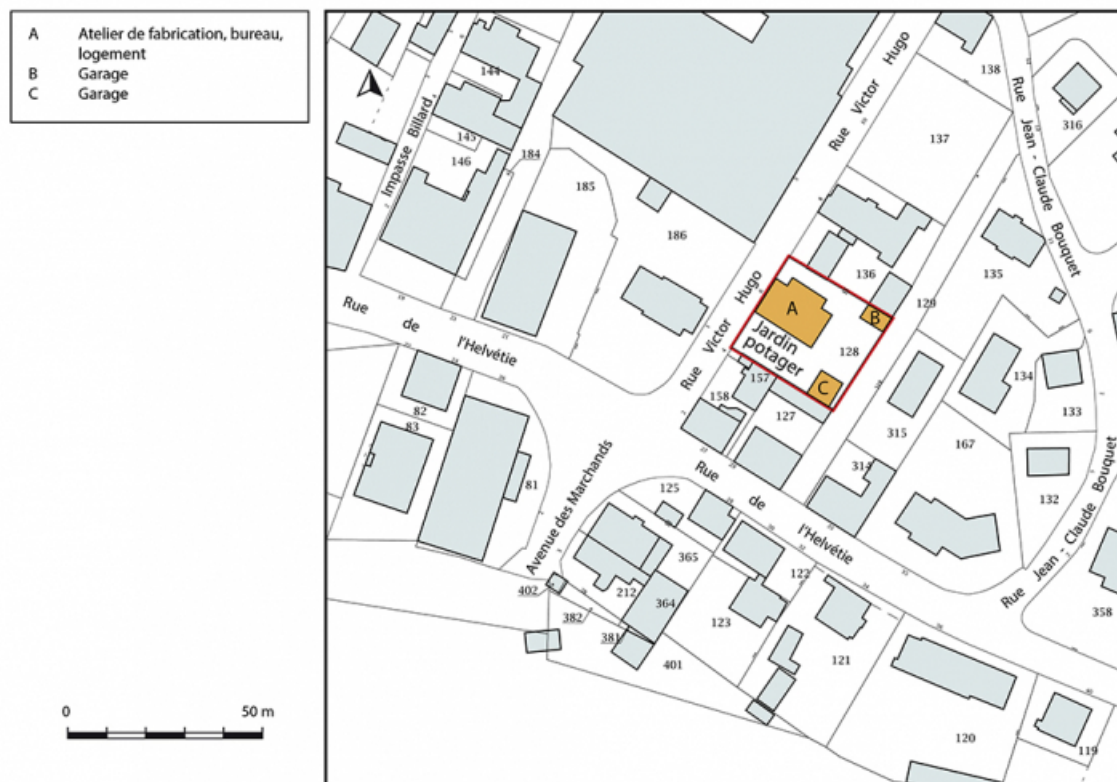 A Atelier de fabrication, bureau,
logement
B Garage
C Garage
0 50 m
144
145
146
184
185
186
Impasse Billard
Rue de l'Helvétie
Rue Victor Hugo
Rue Victor Hugo
137
138
316
Rue Jean - Claude Bouquet
136
135
129
128
A
B
C
Jardin
potager
157
158
127
315
134
133
167
132
314
82
83
81
Avenue des Marchands
125
Rue de l'Helvétie
Rue Jean-Claude Bouquet
365
364
212
402
382
381
401
123
122
121
120
119
358